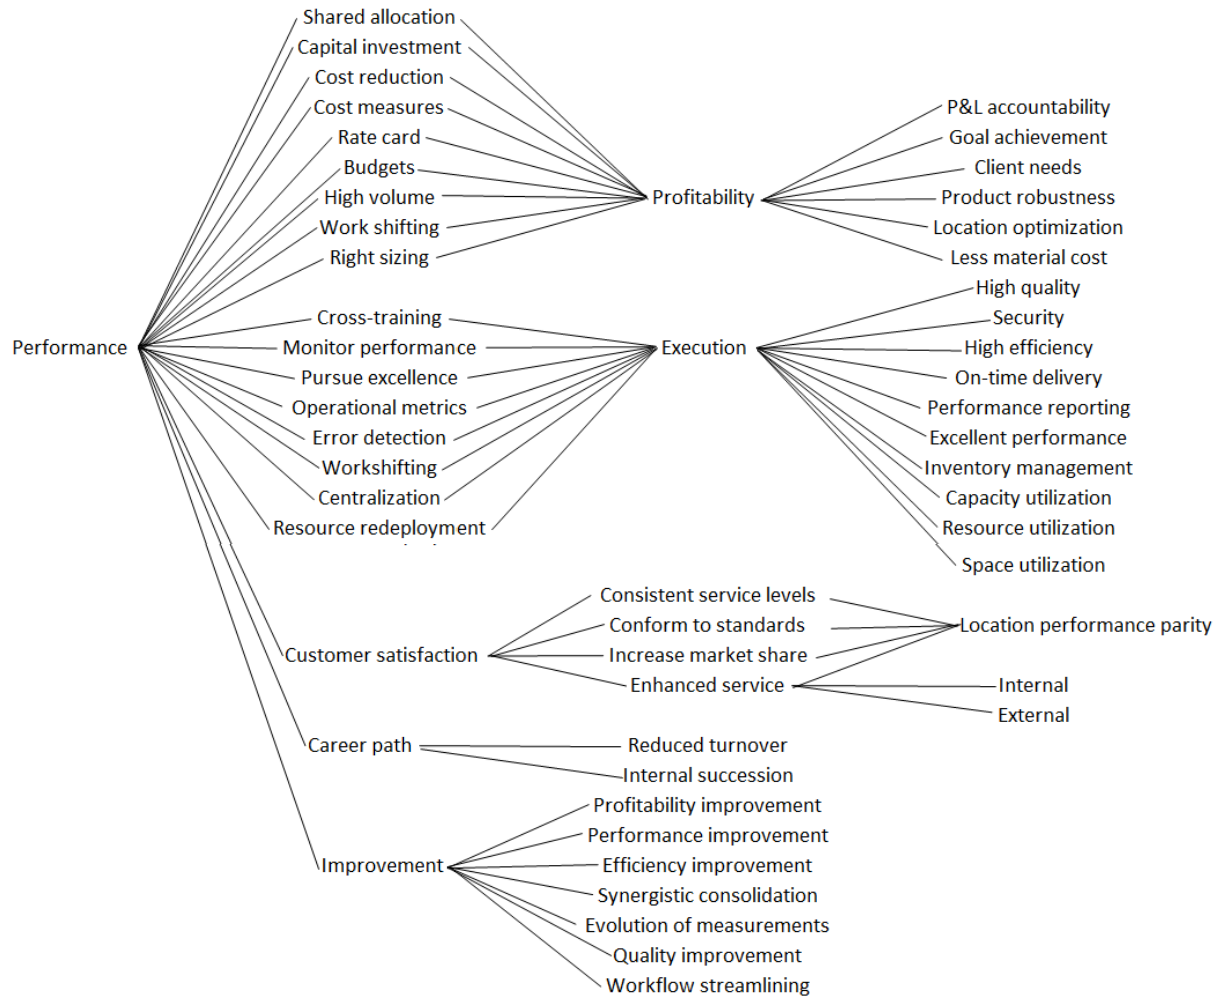 Shared allocation
Capital investment
Cost reduction
Cost measures
P&L accountability
Rate card
Goal achievement
Budgets
Client needs
High volume
Profitability
Product robustness
Work shifting
Location optimization
Right sizing
Less material cost
High quality
Cross-training
Security
Performance
Monitor performance
Execution
High efficiency
Pursue excellence
On-time delivery
Operational metrics
Performance reporting
Error detection
Excellent performance
Workshifting
Inventory management
Centralization
Capacity utilization
Resource redeployment
Resource utilization
Space utilization
Consistent service levels
Conform to standards
Location performance parity
Customer satisfaction
Increase market share
Enhanced service
Internal
External
Career path
Reduced turnover
Internal succession
Profitability improvement
Performance improvement
Improvement
Efficiency improvement
Synergistic consolidation
Evolution of measurements
Quality improvement
Workflow streamlining